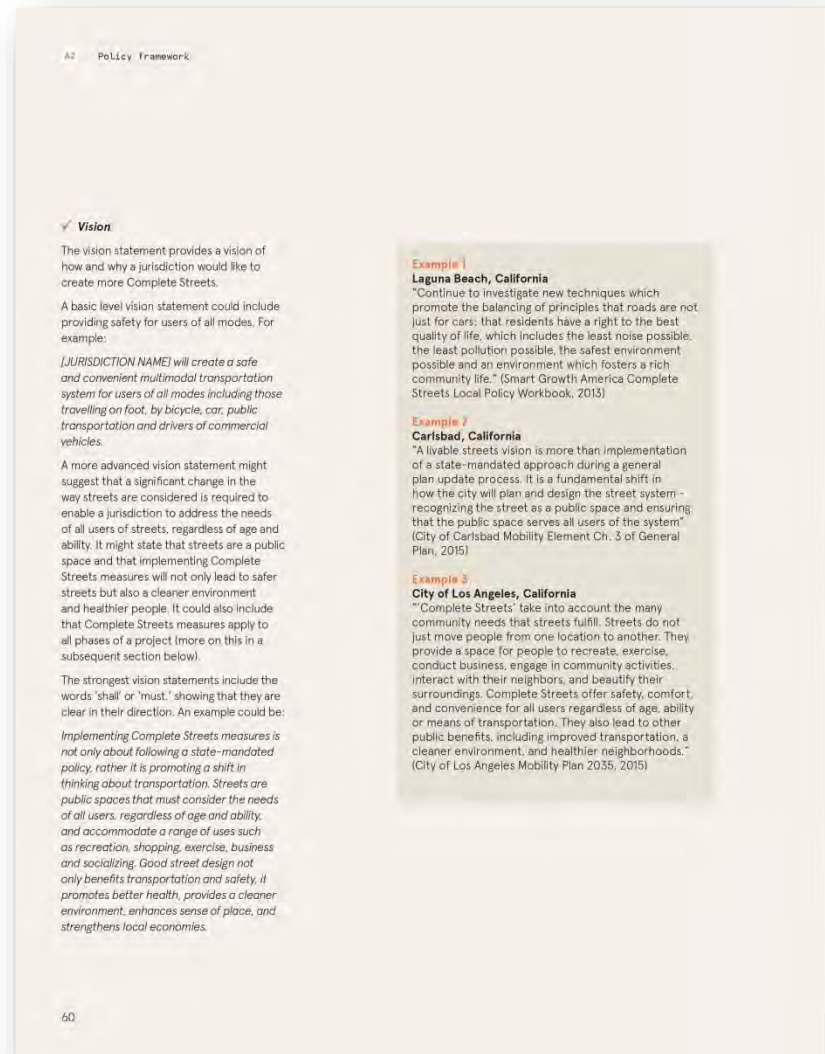 A2 Policy Framework
✓ Vision
The vision statement provides a vision of
how and why a jurisdiction would like to
create more Complete Streets.
A basic level vision statement could include
providing safety for users of all modes. For
example:
[JURISDICTION NAME] will create a safe
and convenient multimodal transportation
system for users of all modes including those
travelling on foot, by bicycle, car, public
transportation and drivers of commercial
vehicles.
A more advanced vision statement might
suggest that a significant change in the
way streets are considered is required to
enable a jurisdiction to address the needs
of all users of streets, regardless of age and
ability. It might state that streets are a public
space and that implementing Complete
Streets measures will not only lead to safer
streets but also a cleaner environment
and healthier people. It could also include
that Complete Streets measures apply to
all phases of a project (more on this in a
subsequent section below).
The strongest vision statements include the
words 'shall' or 'must,' showing that they are
clear in their direction. An example could be:
Implementing Complete Streets measures is
not only about following a state-mandated
policy, rather it is promoting a shift in
thinking about transportation. Streets are
public spaces that must consider the needs
of all users, regardless of age and ability,
and accommodate a range of uses such
as recreation, shopping, exercise, business
and socializing. Good street design not
only benefits transportation and safety, it
promotes better health, provides a cleaner
environment, enhances sense of place, and
strengthens local economies.
Example 1
Laguna Beach, California
"Continue to investigate new techniques which
promote the balancing of principles that roads are not
just for cars; that residents have a right to the best
quality of life, which includes the least noise possible,
the least pollution possible, the safest environment
possible and an environment which fosters a rich
community life." (Smart Growth America Complete
Streets Local Policy Workbook, 2013)
Example 2
Carlsbad, California
"A livable streets vision is more than implementation
of a state-mandated approach during a general
plan update process. It is a fundamental shift in
how the city will plan and design the street system -
recognizing the street as a public space and ensuring
that the public space serves all users of the system"
(City of Carlsbad Mobility Element Ch. 3 of General
Plan, 2015)
Example 3
City of Los Angeles, California
"'Complete Streets' take into account the many
community needs that streets fulfill. Streets do not
just move people from one location to another. They
provide a space for people to recreate, exercise,
conduct business, engage in community activities,
interact with their neighbors, and beautify their
surroundings. Complete Streets offer safety, comfort,
and convenience for all users regardless of age, ability
or means of transportation. They also lead to other
public benefits, including improved transportation, a
cleaner environment, and healthier neighborhoods."
(City of Los Angeles Mobility Plan 2035, 2015)
60